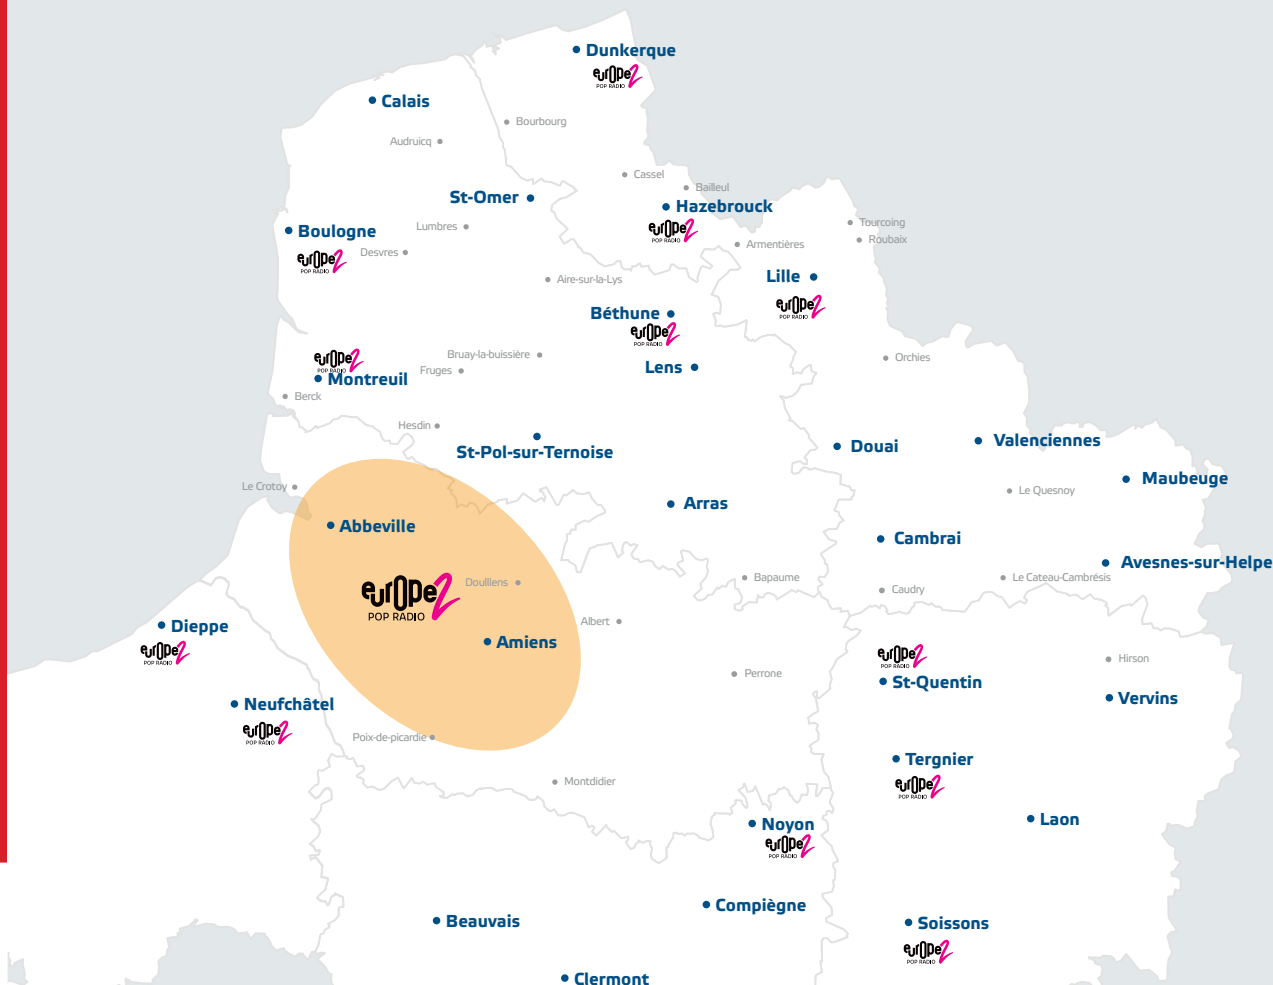 Dunkerque
europe 2
POP RADIO
Calais
Bourbourg
Audruicq
Cassel
Bailleul
St-Omer
Hazebrouck
europe 2
POP RADIO
Tourcoing
Roubaix
Lumbres
Boulogne
europe 2
POP RADIO
Desvres
Armentières
Aire-sur-la-Lys
Lille
europe 2
POP RADIO
Béthune
europe 2
POP RADIO
Bruay-la-buissière
europe 2
POP RADIO
Montreuil
Fruges
Lens
Orchies
Berck
Hesdin
St-Pol-sur-Ternoise
Douai
Valenciennes
Maubeuge
Le Crotoy
Le Quesnoy
Arras
Abbeville
Cambrai
Avesnes-sur-Helpe
Bapaume
Le Cateau-Cambrésis
Caudry
Doulllens
europe 2
POP RADIO
Albert
Dieppe
europe 2
POP RADIO
Amiens
europe 2
POP RADIO
St-Quentin
Hirson
Perrone
Vervins
Neufchâtel
europe 2
POP RADIO
Poix-de-picardie
Tergnier
europe 2
POP RADIO
Montdidier
Laon
Noyon
europe 2
POP RADIO
Compiègne
Beauvais
Soissons
europe 2
POP RADIO
Clermont